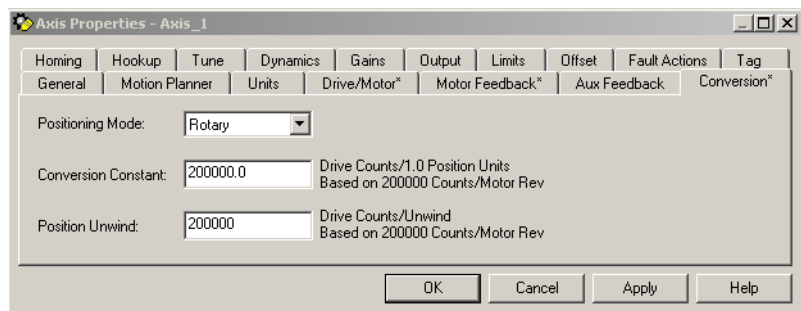 Axis Properties - Axis_1
Homing Hookup Tune Dynamics Gains Output Limits Offset Fault Actions Tag
General Motion Planner Units Drive/Motor* Motor Feedback* Aux Feedback Conversion*
Positioning Mode: Rotary
Conversion Constant: 200000.0 Drive Counts/1.0 Position Units
Based on 200000 Counts/Motor Rev
Position Unwind: 200000 Drive Counts/Unwind
Based on 200000 Counts/Motor Rev
OK Cancel Apply Help